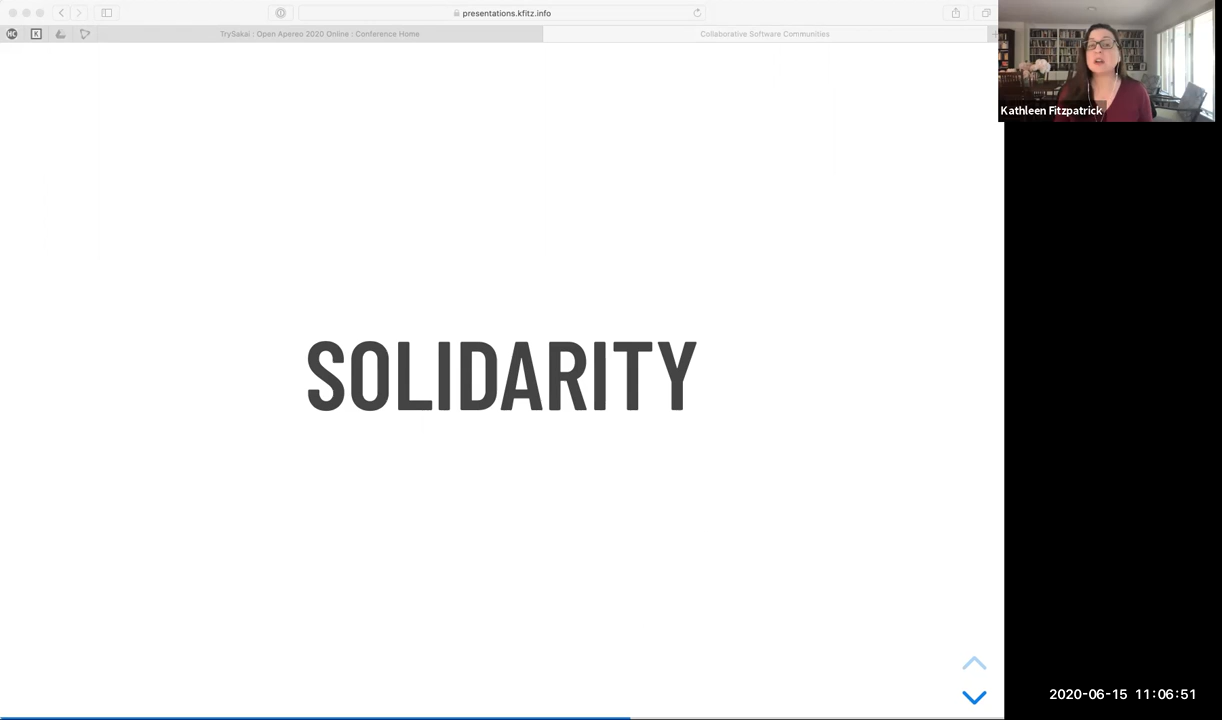 presentations.kfitz.info
TrySakai : Open Apereo 2020 Online : Conference Home
Collaborative Software Communities
HC
K
Kathleen Fitzpatrick
SOLIDARITY
2020-06-15 11:06:51